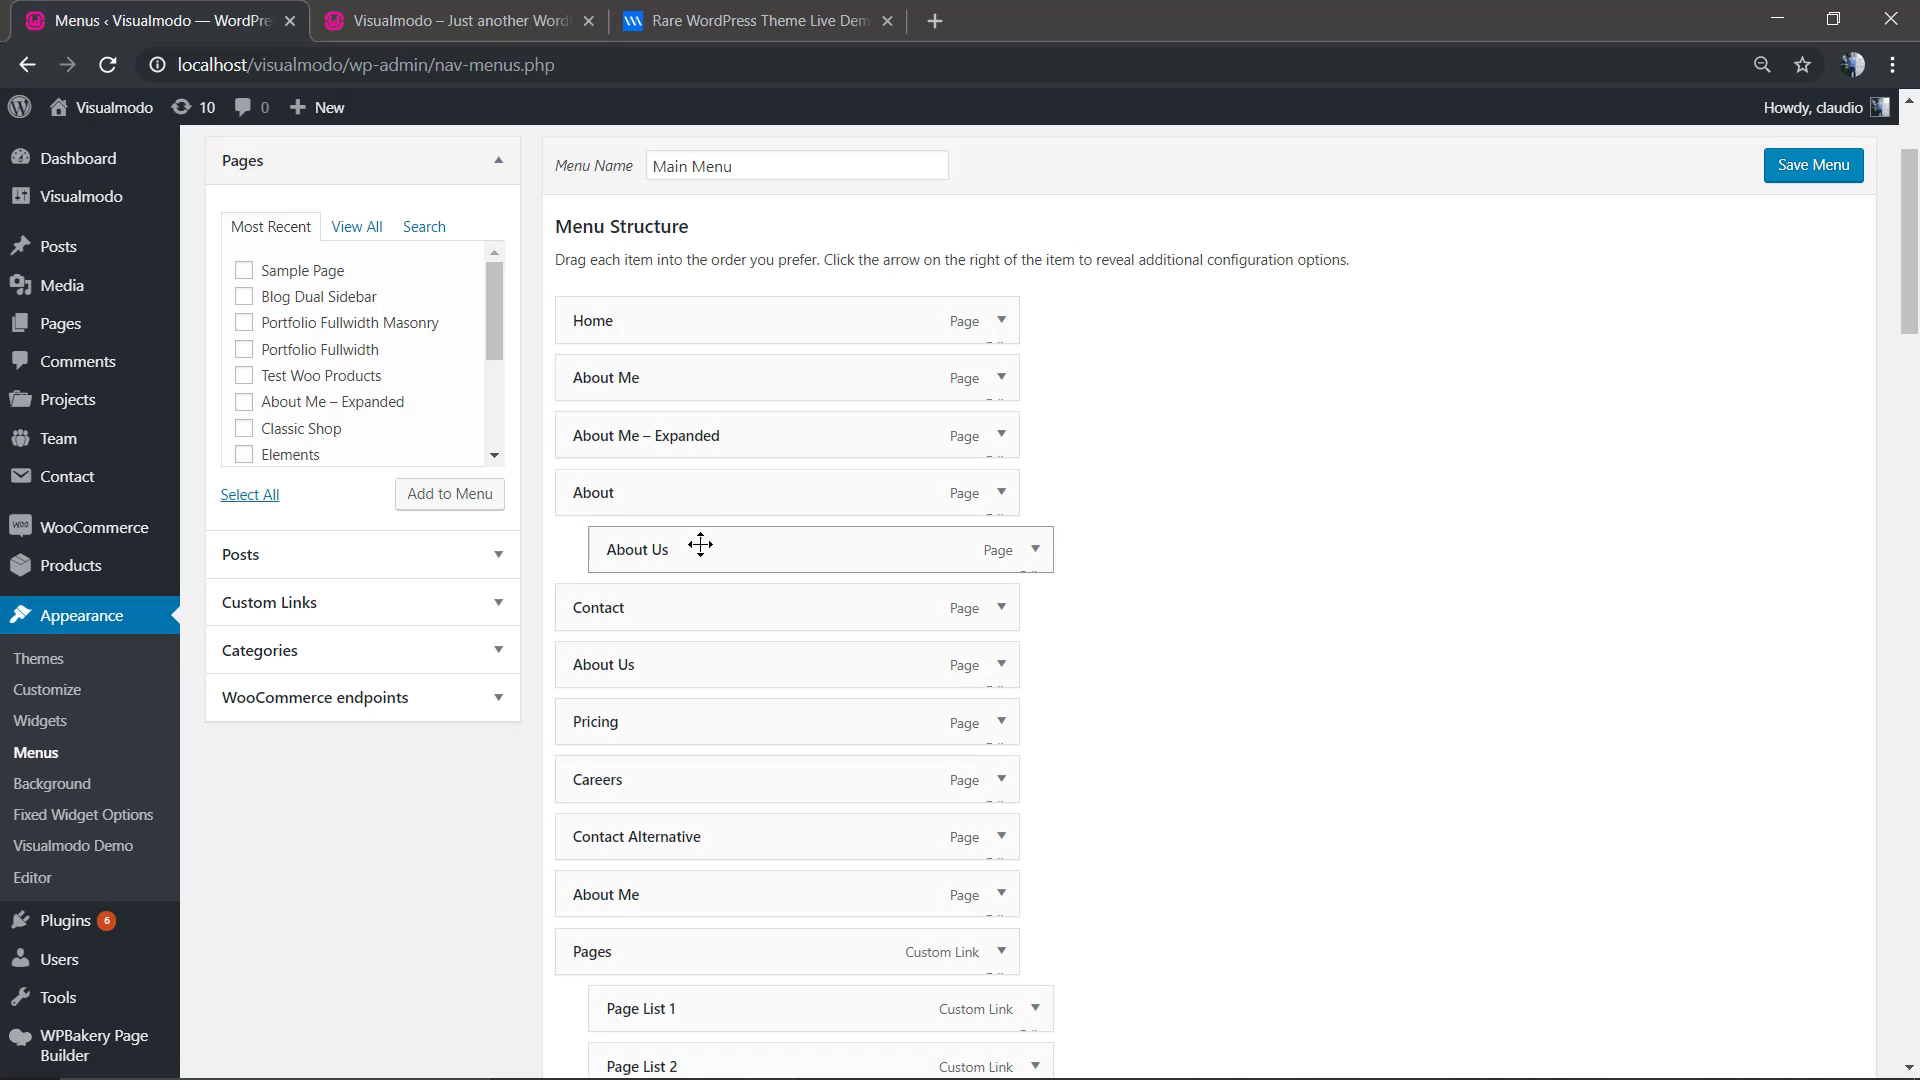 Menus ‹ Visualmodo — WordPre
Visualmodo – Just another Word
Rare WordPress Theme Live Dem
localhost/visualmodo/wp-admin/nav-menus.php
Visualmodo
10
0
New
Howdy, claudio
Dashboard
Visualmodo
Posts
Media
Pages
Comments
Projects
Team
Contact
WooCommerce
Products
Appearance
Themes
Customize
Widgets
Menus
Background
Fixed Widget Options
Visualmodo Demo
Editor
Plugins 6
Users
Tools
WPBakery Page
Builder
Pages
Most Recent
View All
Search
Sample Page
Blog Dual Sidebar
Portfolio Fullwidth Masonry
Portfolio Fullwidth
Test Woo Products
About Me – Expanded
Classic Shop
Elements
Select All
Add to Menu
Posts
Custom Links
Categories
WooCommerce endpoints
Menu Name
Main Menu
Save Menu
Menu Structure
Drag each item into the order you prefer. Click the arrow on the right of the item to reveal additional configuration options.
Home Page
About Me Page
About Me – Expanded Page
About Page
About Us Page
Contact Page
About Us Page
Pricing Page
Careers Page
Contact Alternative Page
About Me Page
Pages Custom Link
Page List 1 Custom Link
Page List 2 Custom Link